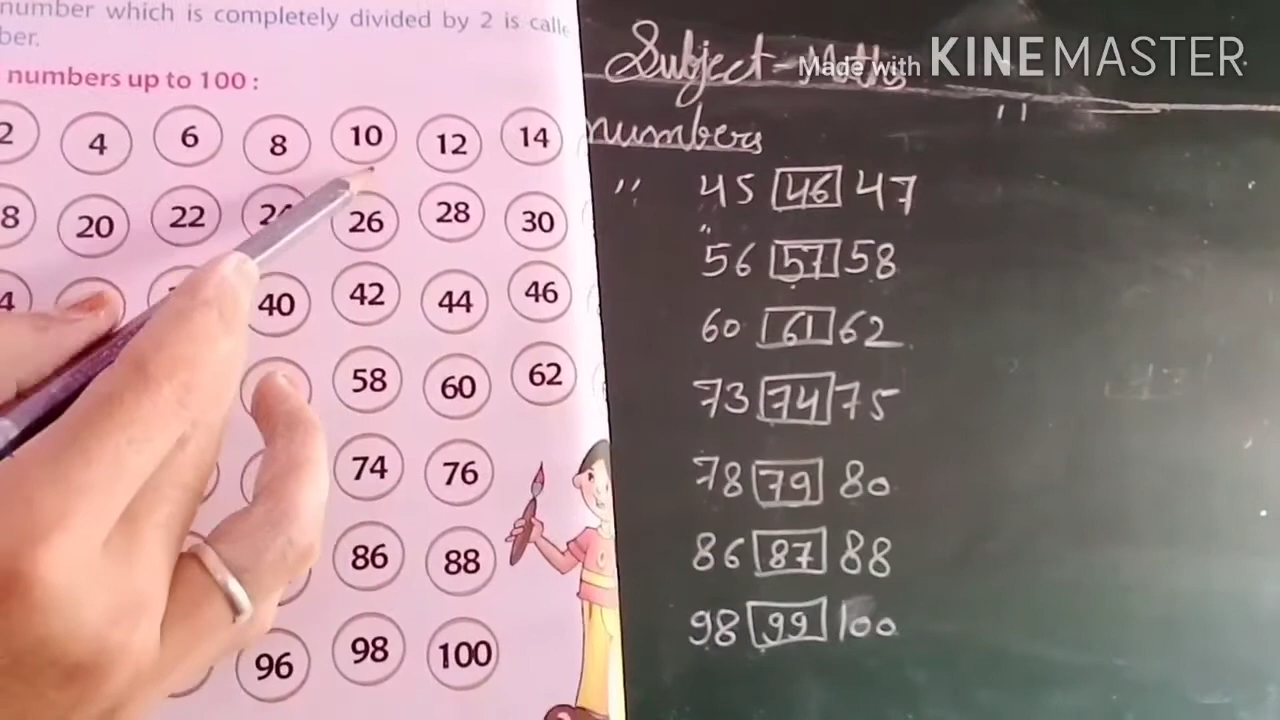 number which is completely divided by 2 is calle
ber.
numbers up to 100 :
2 4 6 8 10 12 14
8 20 22 24 26 28 30
4 40 42 44 46
58 60 62
74 76
86 88
96 98 100
Subject - Maths
Made with KINEMASTER
numbers
45 46 47
56 57 58
60 61 62
73 74 75
78 79 80
86 87 88
98 99 100